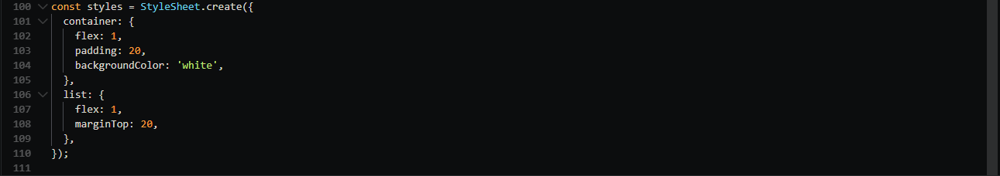 100 const styles = StyleSheet.create({
101   container: {
102     flex: 1,
103     padding: 20,
104     backgroundColor: 'white',
105   },
106   list: {
107     flex: 1,
108     marginTop: 20,
109   },
110 });
111